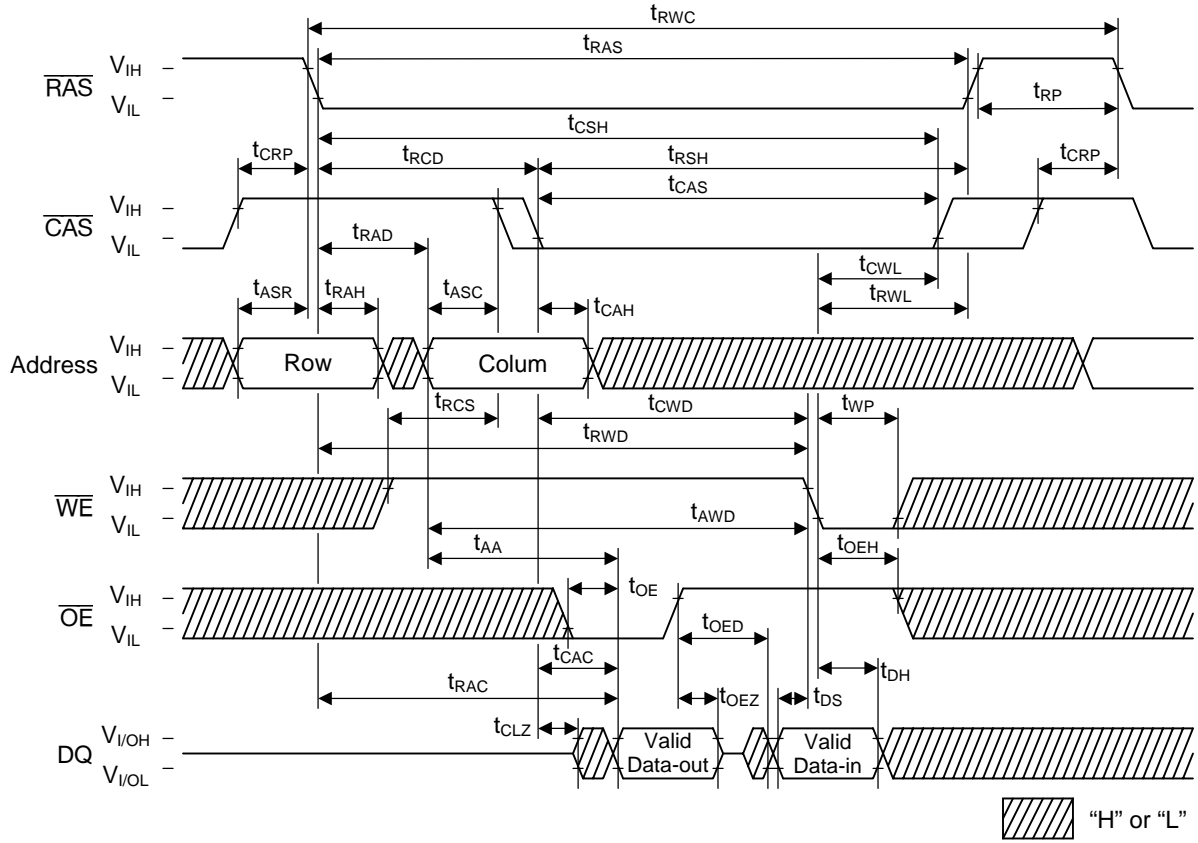 tRWC
tRAS
RAS
VIH
VIL
tRP
tCSH
tCRP
tRCD
tRSH
tCRP
tCAS
CAS
VIH
VIL
tRAD
tCWL
tRWL
tASR
tRAH
tASC
tCAH
Address
VIH
VIL
Row
Colum
tRCS
tCWD
tWP
tRWD
WE
VIH
VIL
tAWD
tAA
tOEH
tOE
OE
VIH
VIL
tOED
tCAC
tDH
tRAC
tOEZ
tDS
tCLZ
DQ
VI/OH
VI/OL
Valid
Data-out
Valid
Data-in
“H” or “L”